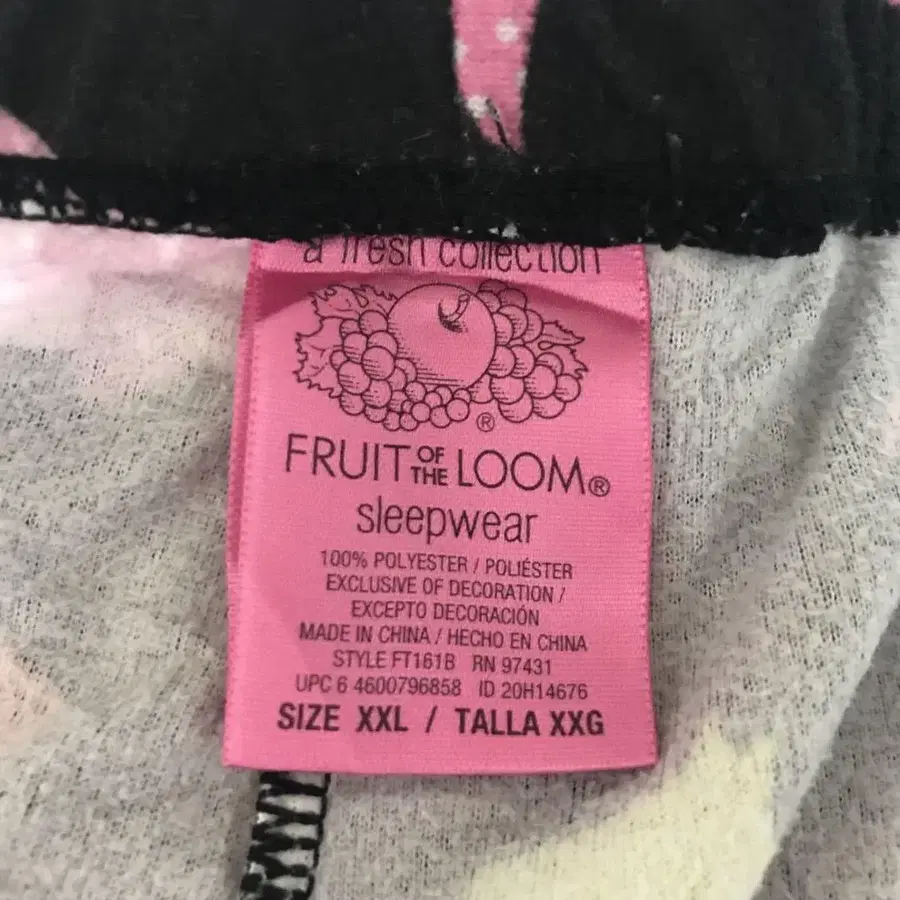 a fresh collection
®
FRUIT OF THE LOOM®
sleepwear
100% POLYESTER / POLIÉSTER
EXCLUSIVE OF DECORATION /
EXCEPTO DECORACIÓN
MADE IN CHINA / HECHO EN CHINA
STYLE FT161B RN 97431
UPC 6 4600796858 ID 20H14676
SIZE XXL / TALLA XXG